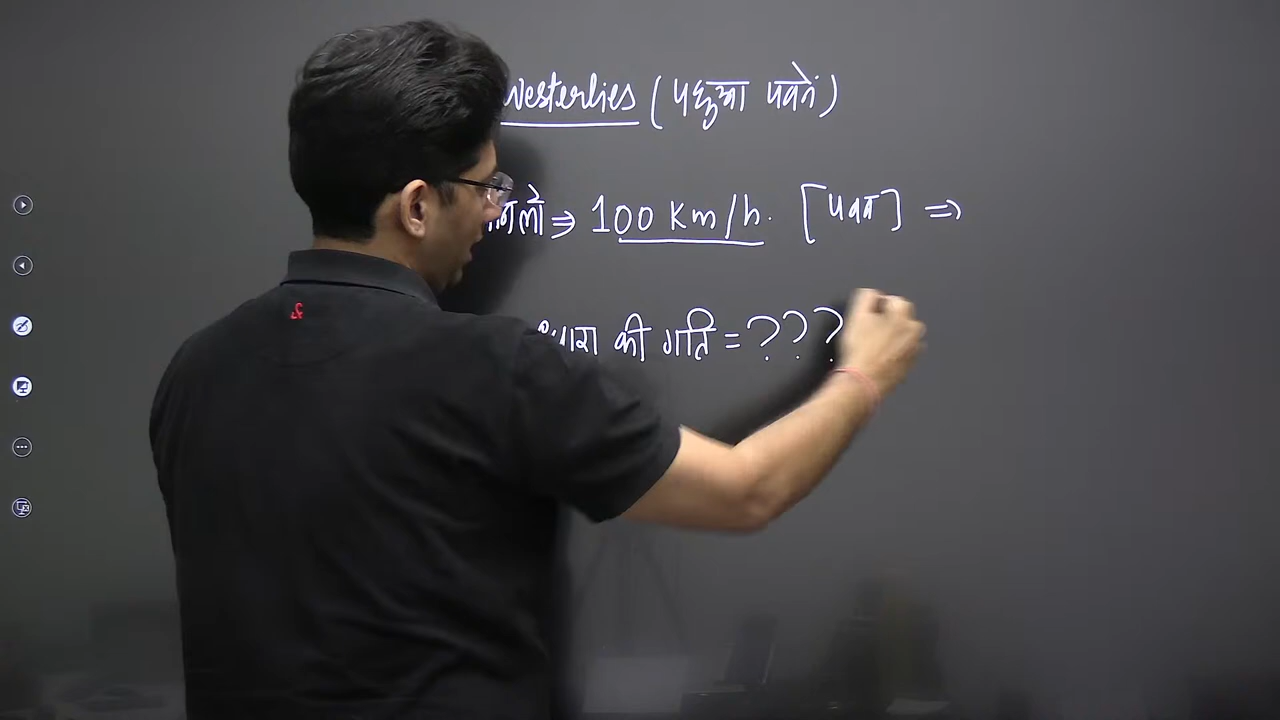 Westerlies (पछुआ पवनें)
⇒ 100 Km/h. [पवन] ⇒
की गति = ???